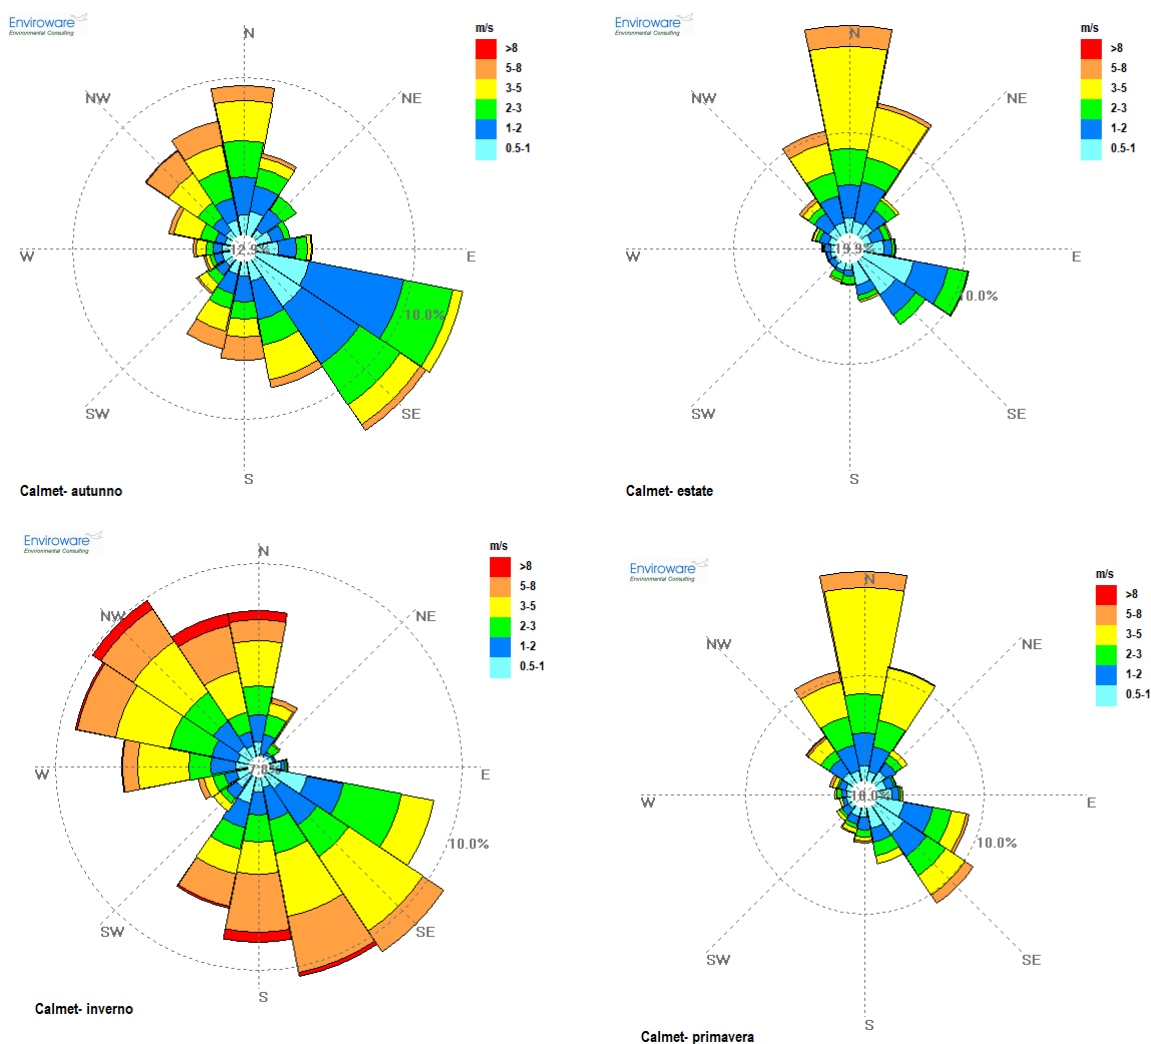 Enviroware
Environmental Consulting
m/s
>8
5-8
3-5
2-3
1-2
0.5-1
N
NE
E
SE
S
SW
W
NW
12.9%
10.0%
Calmet- autunno
Enviroware
Environmental Consulting
m/s
>8
5-8
3-5
2-3
1-2
0.5-1
N
NE
E
SE
S
SW
W
NW
19.9%
10.0%
Calmet- estate
Enviroware
Environmental Consulting
m/s
>8
5-8
3-5
2-3
1-2
0.5-1
N
NE
E
SE
S
SW
W
NW
10.0%
Calmet- inverno
Enviroware
Environmental Consulting
m/s
>8
5-8
3-5
2-3
1-2
0.5-1
N
NE
E
SE
S
SW
W
NW
10.0%
Calmet- primavera